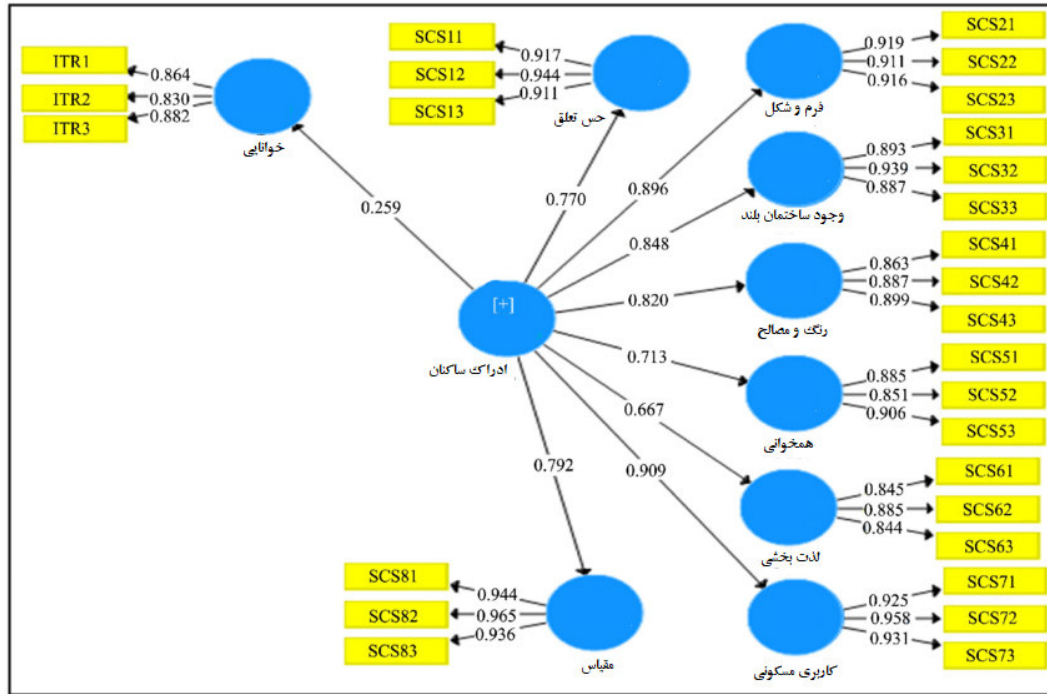 ITR1
ITR2
ITR3
0.864
0.830
0.882
خوانایی
SCS11
SCS12
SCS13
0.917
0.944
0.911
حس تعلق
SCS21
SCS22
SCS23
0.919
0.911
0.916
فرم و شکل
SCS31
SCS32
SCS33
0.893
0.939
0.887
وجود ساختمان بلند
SCS41
SCS42
SCS43
0.863
0.887
0.899
رنگ و مصالح
SCS51
SCS52
SCS53
0.885
0.851
0.906
همخوانی
SCS61
SCS62
SCS63
0.845
0.885
0.844
لذت بخشی
SCS71
SCS72
SCS73
0.925
0.958
0.931
کاربری مسکونی
SCS81
SCS82
SCS83
0.944
0.965
0.936
مقیاس
[+]
ادراک ساکنان
0.259
0.770
0.896
0.848
0.820
0.713
0.667
0.909
0.792